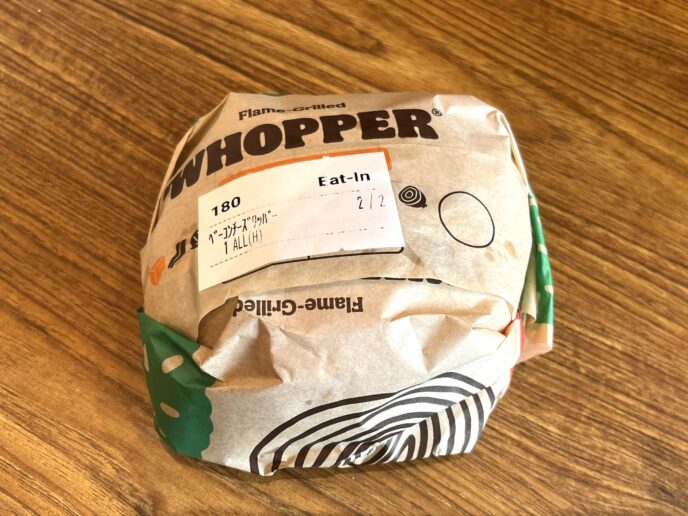 Flame-Grilled
WHOPPER®
180 Eat-In
2/2
ﾍﾞｰｺﾝﾁｰｽﾞﾜｯﾊﾟｰ
1 ALL(H)
Flame-Grilled